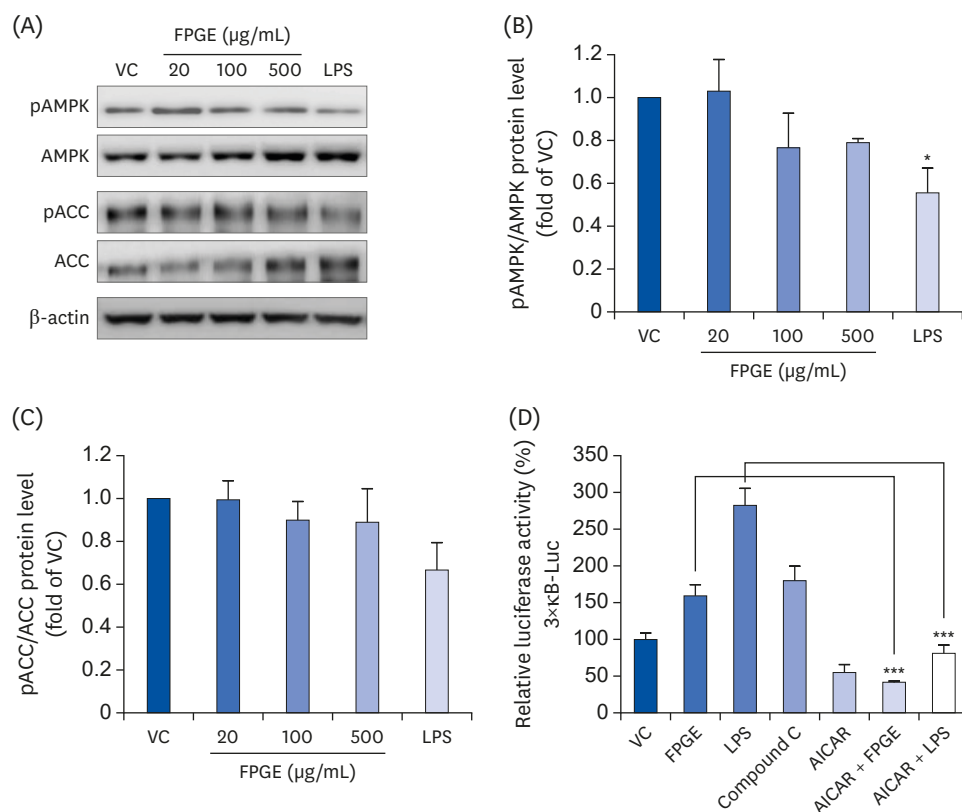 (A)
FPGE (µg/mL)
VC 20 100 500 LPS
pAMPK
AMPK
pACC
ACC
β-actin
(B)
pAMPK/AMPK protein level
(fold of VC)
1.2
1.0
0.8
0.6
0.4
0.2
0
*
VC 20 100 500 LPS
FPGE (µg/mL)
(C)
pACC/ACC protein level
(fold of VC)
1.2
1.0
0.8
0.6
0.4
0.2
0
VC 20 100 500 LPS
FPGE (µg/mL)
(D)
Relative luciferase activity (%)
3×κB-Luc
350
300
250
200
150
100
50
0
***
***
VC
FPGE
LPS
Compound C
AICAR
AICAR + FPGE
AICAR + LPS